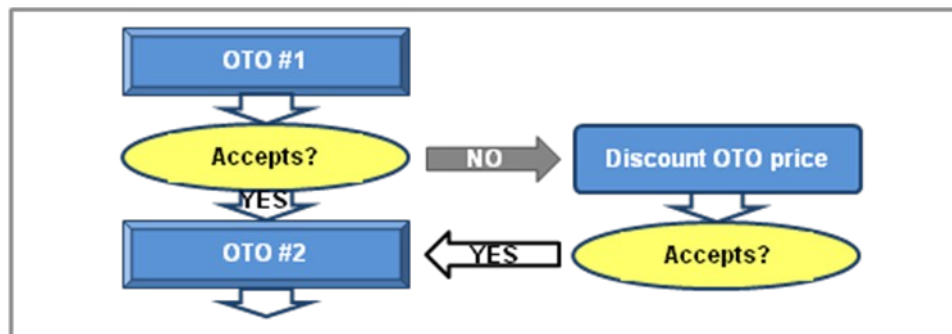 OTO #1
Accepts?
NO
Discount OTO price
YES
OTO #2
YES
Accepts?